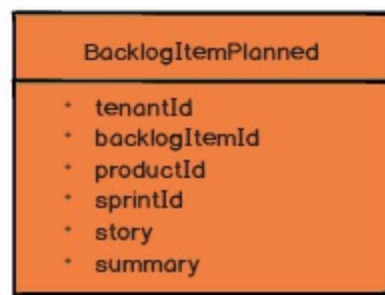 BacklogItemPlanned
+ tenantId
+ backlogItemId
+ productId
+ sprintId
+ story
+ summary